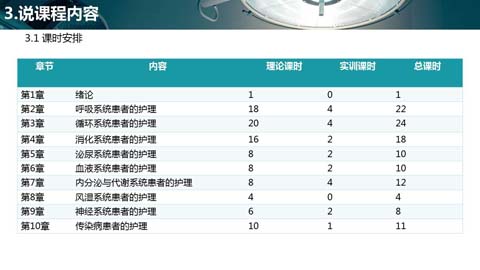 3.说课程内容
3.1 课时安排
章节 内容 理论课时 实训课时 总课时
第1章 绪论 1 0 1
第2章 呼吸系统患者的护理 18 4 22
第3章 循环系统患者的护理 20 4 24
第4章 消化系统患者的护理 16 2 18
第5章 泌尿系统患者的护理 8 2 10
第6章 血液系统患者的护理 8 2 10
第7章 内分泌与代谢系统患者的护理 8 4 12
第8章 风湿系统患者的护理 4 0 4
第9章 神经系统患者的护理 6 2 8
第10章 传染病患者的护理 10 1 11